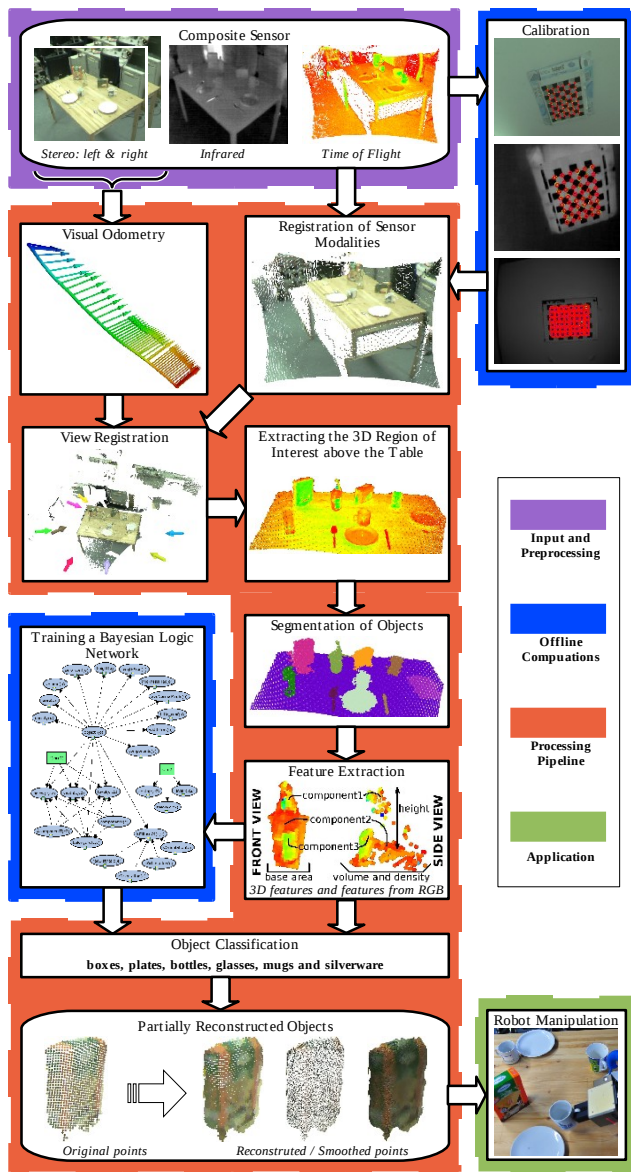 Composite Sensor
Stereo: left & right
Infrared
Time of Flight
Calibration
Visual Odometry
Registration of Sensor
Modalities
View Registration
Extracting the 3D Region of
Interest above the Table
Input and
Preprocessing
Offline
Compuations
Processing
Pipeline
Application
Training a Bayesian Logic
Network
Segmentation of Objects
Feature Extraction
FRONT VIEW
component1
component2
component3
height
SIDE VIEW
base area
volume and density
3D features and features from RGB
Object Classification
boxes, plates, bottles, glasses, mugs and silverware
Partially Reconstructed Objects
Original points
Reconstruted / Smoothed points
Robot Manipulation